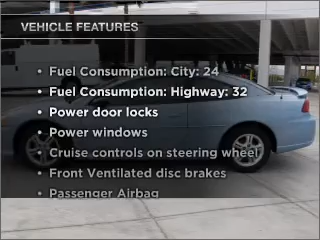 VEHICLE FEATURES
• Fuel Consumption: City: 24
• Fuel Consumption: Highway: 32
• Power door locks
• Power windows
• Cruise controls on steering wheel
• Front Ventilated disc brakes
• Passenger Airbag